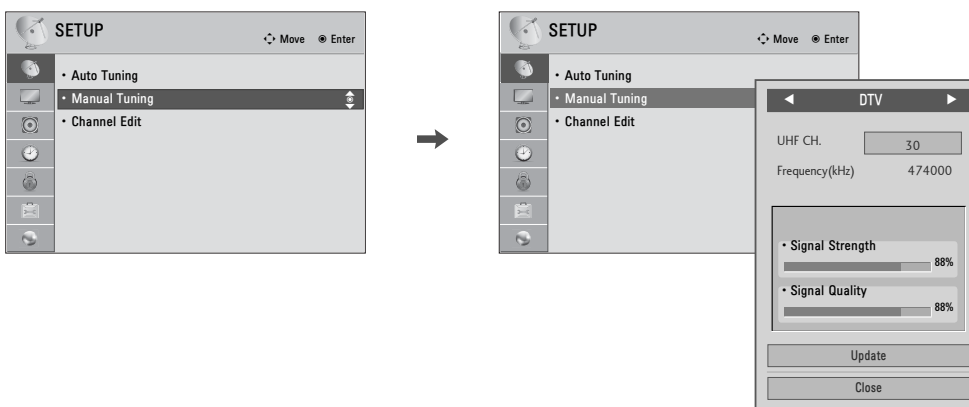 SETUP
Move Enter
• Auto Tuning
• Manual Tuning
• Channel Edit
SETUP
Move Enter
• Auto Tuning
• Manual Tuning
• Channel Edit
◄ DTV ►
UHF CH. 30
Frequency(kHz) 474000
• Signal Strength
88%
• Signal Quality
88%
Update
Close